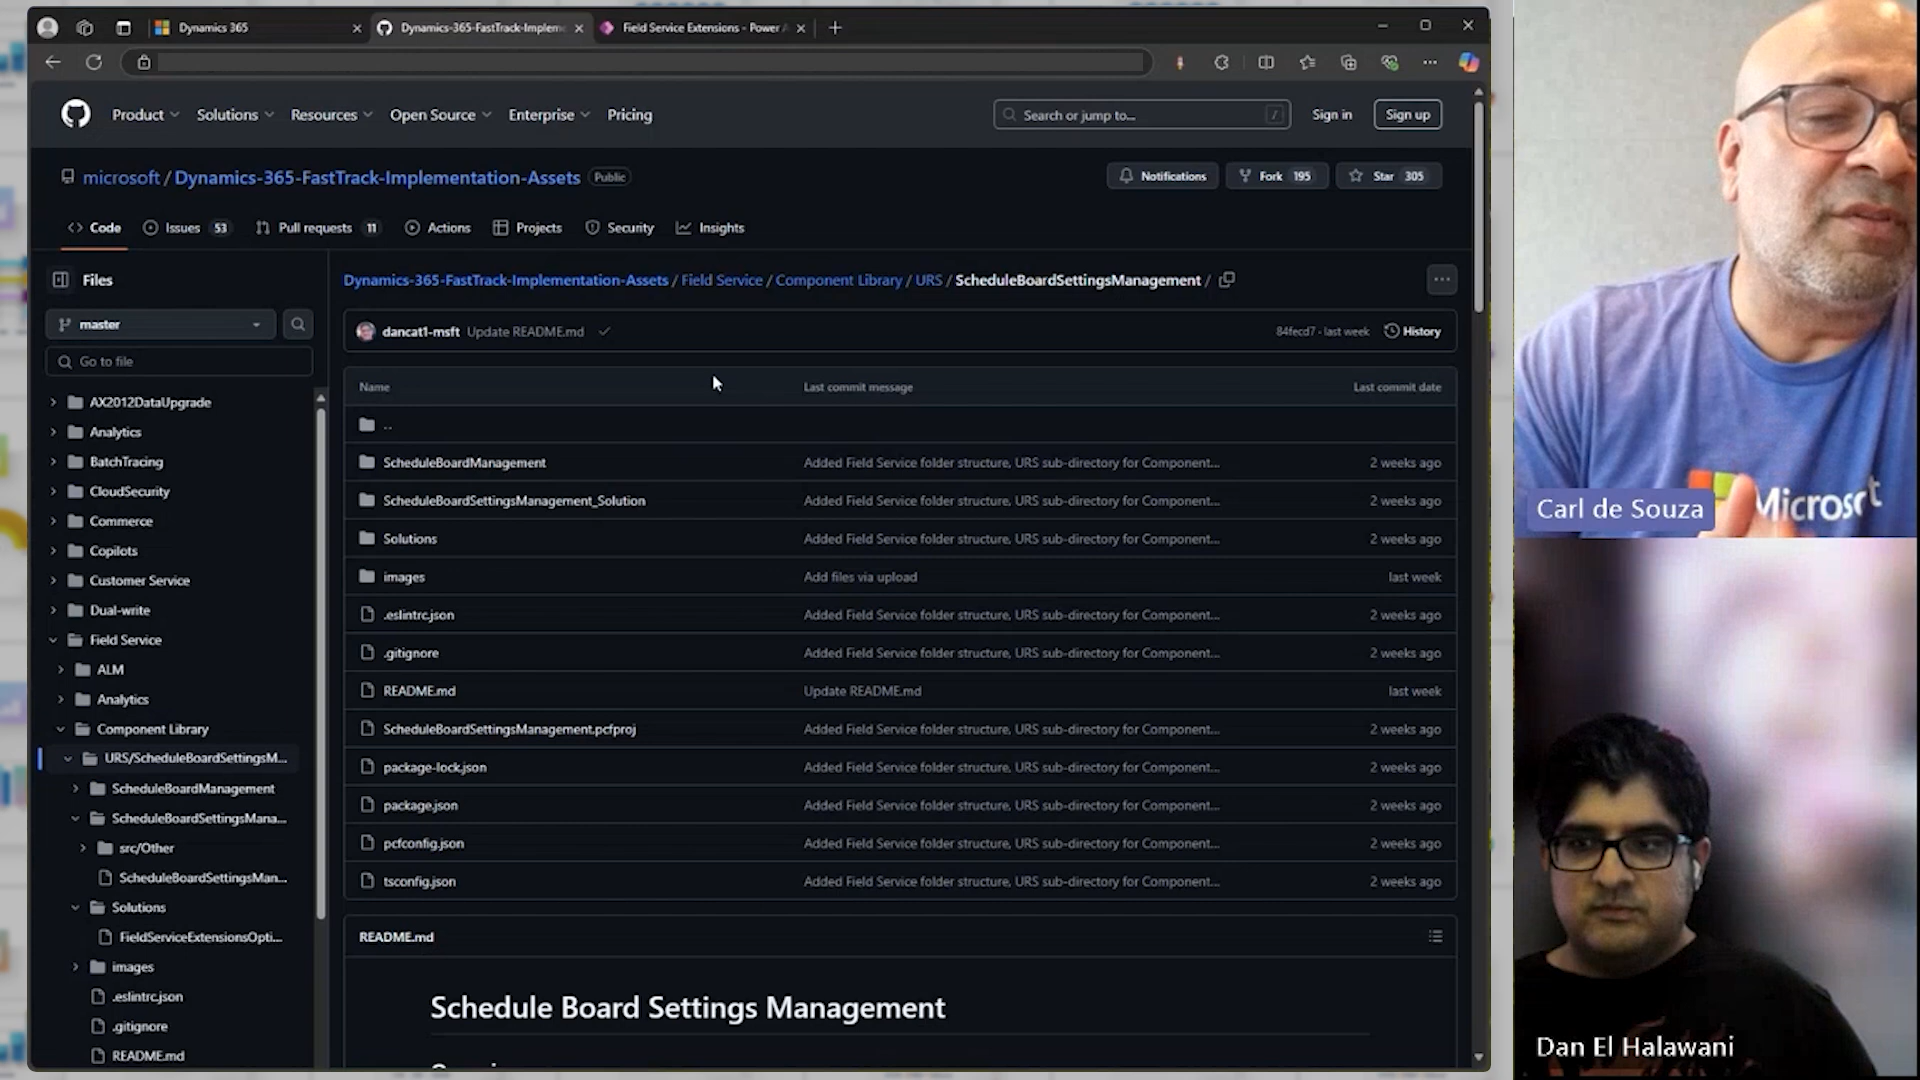 Dynamics 365
Dynamics-365-FastTrack-Implem
Field Service Extensions - Power A
Product
Solutions
Resources
Open Source
Enterprise
Pricing
Search or jump to...
/
Sign in
Sign up
microsoft / Dynamics-365-FastTrack-Implementation-Assets Public
Notifications
Fork 195
Star 305
Code
Issues 53
Pull requests 11
Actions
Projects
Security
Insights
Files
master
Go to file
AX2012DataUpgrade
Analytics
BatchTracing
CloudSecurity
Commerce
Copilots
Customer Service
Dual-write
Field Service
ALM
Analytics
Component Library
URS/ScheduleBoardSettingsM...
ScheduleBoardManagement
ScheduleBoardSettingsMana...
src/Other
ScheduleBoardSettingsMan...
Solutions
FieldServiceExtensionsOpti...
images
.eslintrc.json
.gitignore
README.md
Dynamics-365-FastTrack-Implementation-Assets / Field Service / Component Library / URS / ScheduleBoardSettingsManagement /
dancat1-msft Update README.md
84fecd7 · last week
History
Name Last commit message Last commit date
..
ScheduleBoardManagement Added Field Service folder structure, URS sub-directory for Component... 2 weeks ago
ScheduleBoardSettingsManagement_Solution Added Field Service folder structure, URS sub-directory for Component... 2 weeks ago
Solutions Added Field Service folder structure, URS sub-directory for Component... 2 weeks ago
images Add files via upload last week
.eslintrc.json Added Field Service folder structure, URS sub-directory for Component... 2 weeks ago
.gitignore Added Field Service folder structure, URS sub-directory for Component... 2 weeks ago
README.md Update README.md last week
ScheduleBoardSettingsManagement.pcfproj Added Field Service folder structure, URS sub-directory for Component... 2 weeks ago
package-lock.json Added Field Service folder structure, URS sub-directory for Component... 2 weeks ago
package.json Added Field Service folder structure, URS sub-directory for Component... 2 weeks ago
pcfconfig.json Added Field Service folder structure, URS sub-directory for Component... 2 weeks ago
tsconfig.json Added Field Service folder structure, URS sub-directory for Component... 2 weeks ago
README.md
Schedule Board Settings Management
Carl de Souza
Microsoft
Dan El Halawani